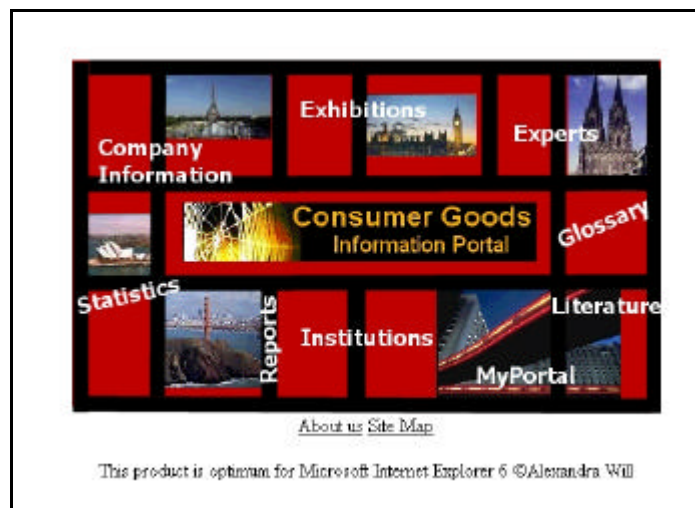 Exhibitions
Experts
Company
Information
Consumer Goods
Information Portal
Glossary
Statistics
Reports
Institutions
Literature
MyPortal
About us Site Map
This product is optimum for Microsoft Internet Explorer 6 ©Alexandra Will